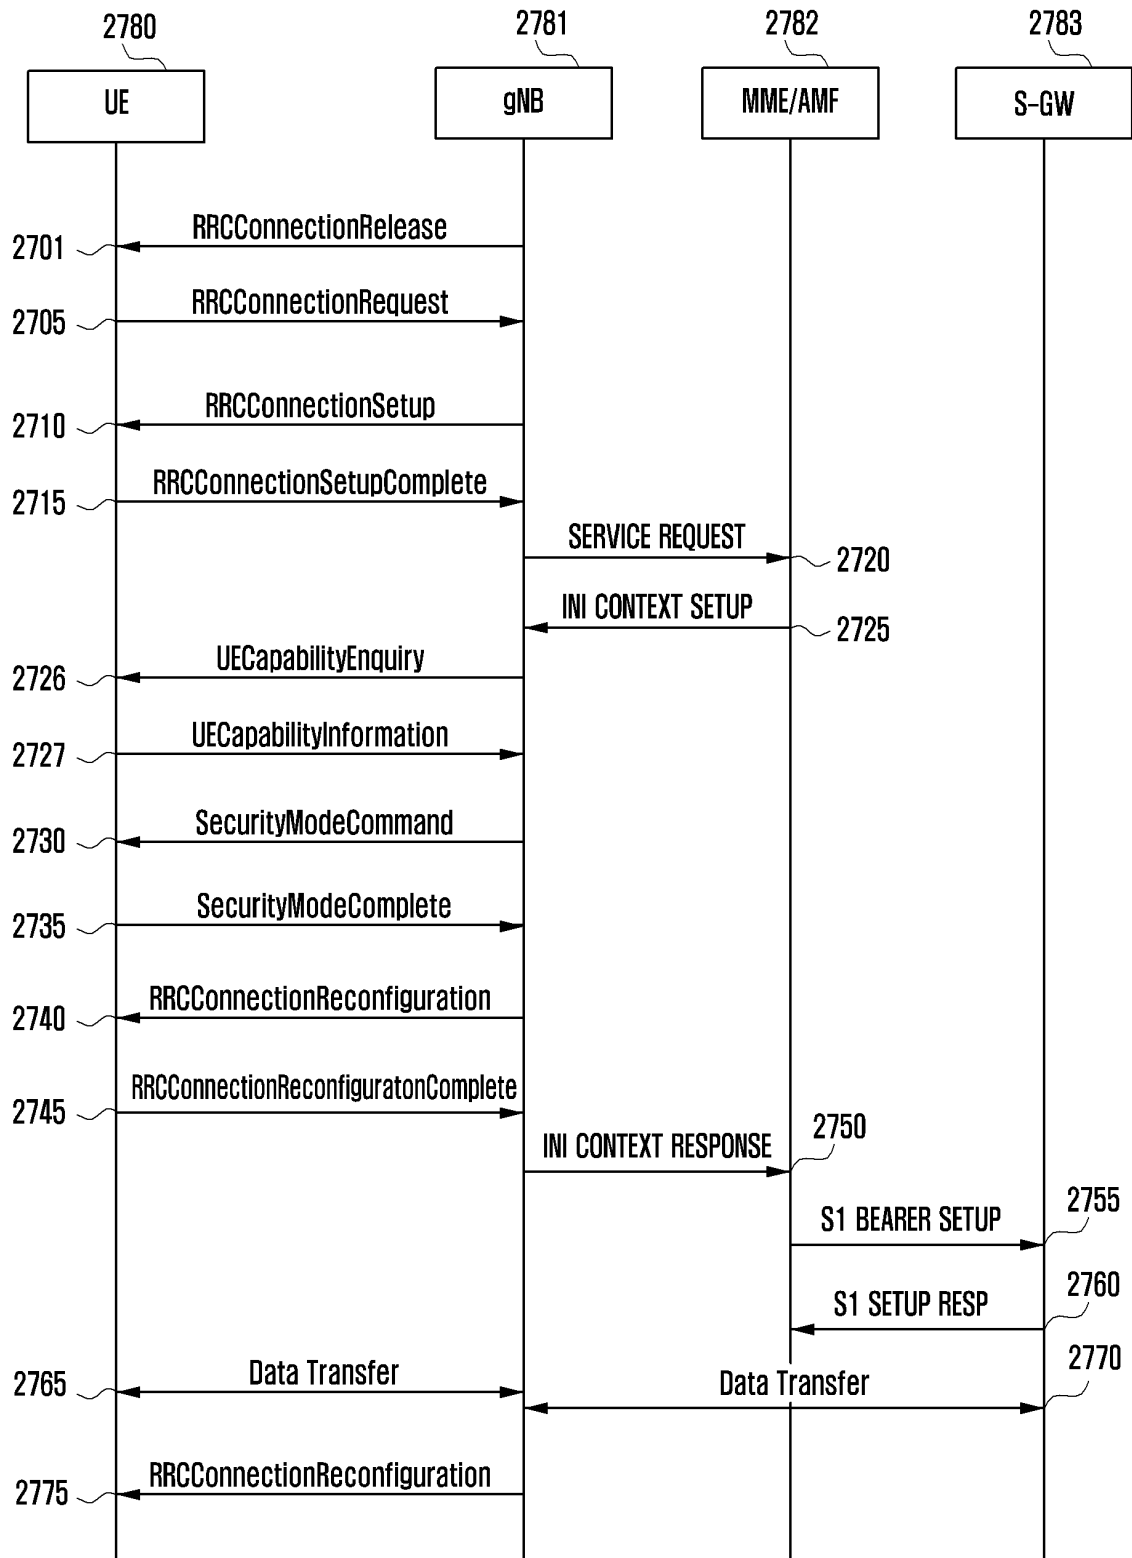 2780
2781
2782
2783
UE
gNB
MME/AMF
S-GW
RRCConnectionRelease
2701
RRCConnectionRequest
2705
RRCConnectionSetup
2710
RRCConnectionSetupComplete
2715
SERVICE REQUEST
2720
INI CONTEXT SETUP
2725
UECapabilityEnquiry
2726
UECapabilityInformation
2727
SecurityModeCommand
2730
SecurityModeComplete
2735
RRCConnectionReconfiguration
2740
RRCConnectionReconfiguratonComplete
2745
INI CONTEXT RESPONSE
2750
S1 BEARER SETUP
2755
S1 SETUP RESP
2760
Data Transfer
2765
Data Transfer
2770
RRCConnectionReconfiguration
2775